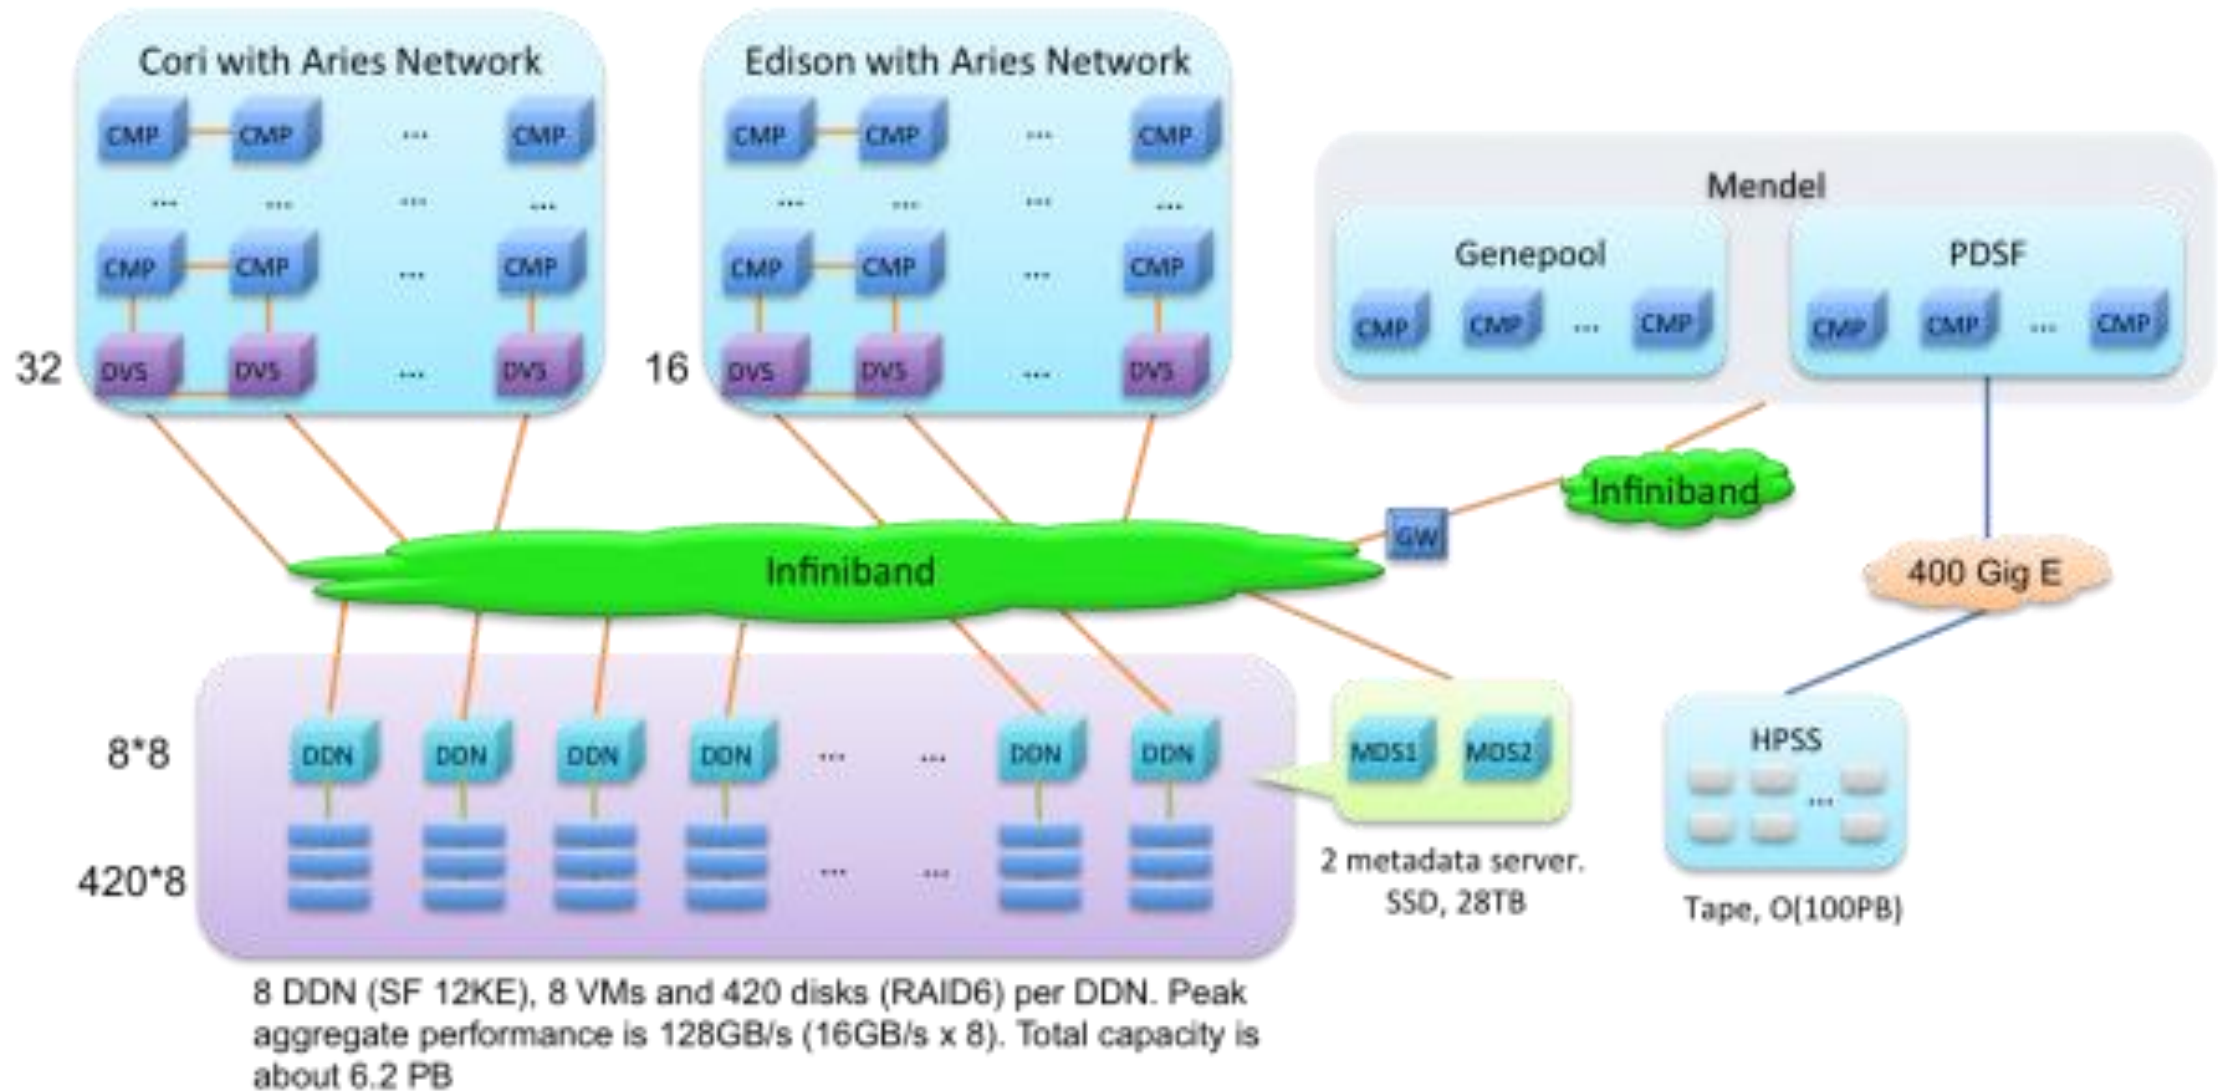 Cori with Aries Network
CMP CMP ... CMP
... ... ... ...
CMP CMP ... CMP
32 DVS DVS ... DVS
Edison with Aries Network
CMP CMP ... CMP
... ... ... ...
CMP CMP ... CMP
16 DVS DVS ... DVS
Mendel
Genepool
CMP CMP ... CMP
PDSF
CMP CMP ... CMP
Infiniband
GW
Infiniband
400 Gig E
8*8 DDN DDN DDN DDN ... ... DDN DDN
420*8 ... ...
MDS1 MDS2
2 metadata server.
SSD, 28TB
HPSS
...
Tape, O(100PB)
8 DDN (SF 12KE), 8 VMs and 420 disks (RAID6) per DDN. Peak
aggregate performance is 128GB/s (16GB/s x 8). Total capacity is
about 6.2 PB